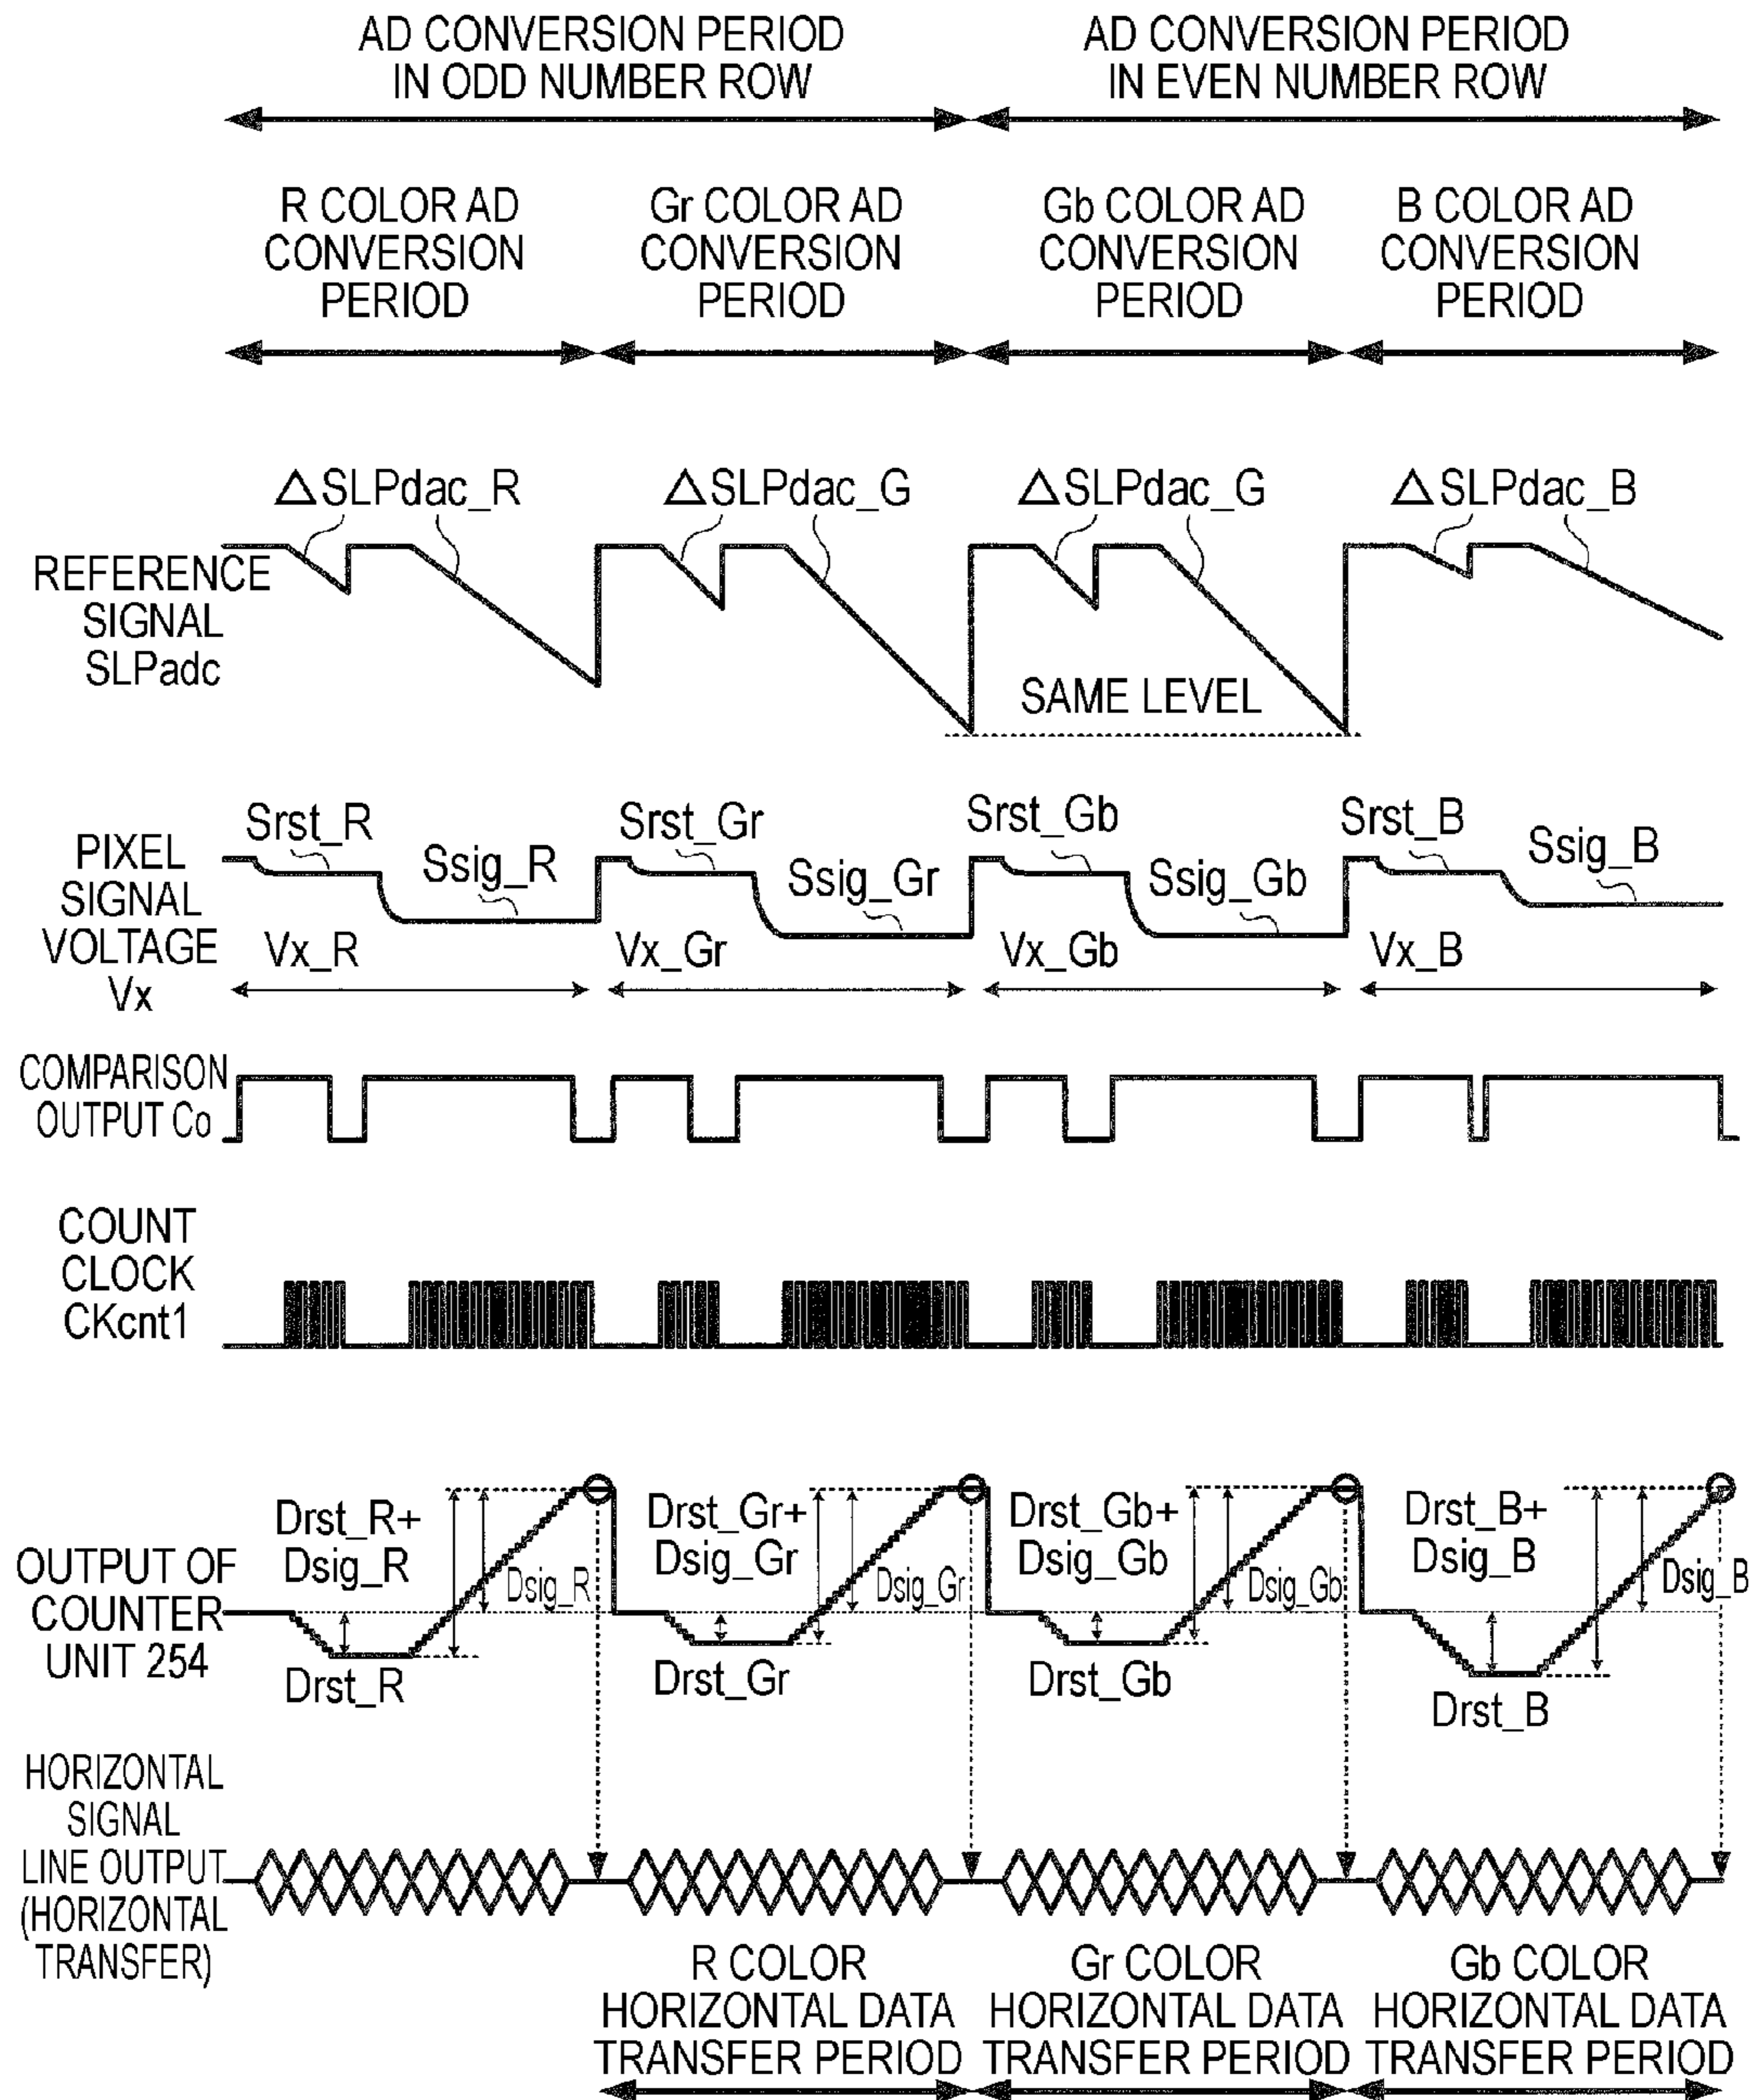 AD CONVERSION PERIOD
IN ODD NUMBER ROW
AD CONVERSION PERIOD
IN EVEN NUMBER ROW
R COLOR AD
CONVERSION
PERIOD
Gr COLOR AD
CONVERSION
PERIOD
Gb COLOR AD
CONVERSION
PERIOD
B COLOR AD
CONVERSION
PERIOD
△SLPdac_R
△SLPdac_G
△SLPdac_G
△SLPdac_B
REFERENCE
SIGNAL
SLPadc
SAME LEVEL
PIXEL
SIGNAL
VOLTAGE
Vx
Srst_R
Ssig_R
Vx_R
Srst_Gr
Ssig_Gr
Vx_Gr
Srst_Gb
Ssig_Gb
Vx_Gb
Srst_B
Ssig_B
Vx_B
COMPARISON
OUTPUT Co
COUNT
CLOCK
CKcnt1
OUTPUT OF
COUNTER
UNIT 254
Drst_R+
Dsig_R
Dsig_R
Drst_R
Drst_Gr+
Dsig_Gr
Dsig_Gr
Drst_Gr
Drst_Gb+
Dsig_Gb
Dsig_Gb
Drst_Gb
Drst_B+
Dsig_B
Dsig_B
Drst_B
HORIZONTAL
SIGNAL
LINE OUTPUT
(HORIZONTAL
TRANSFER)
R COLOR
HORIZONTAL DATA
TRANSFER PERIOD
Gr COLOR
HORIZONTAL DATA
TRANSFER PERIOD
Gb COLOR
HORIZONTAL DATA
TRANSFER PERIOD